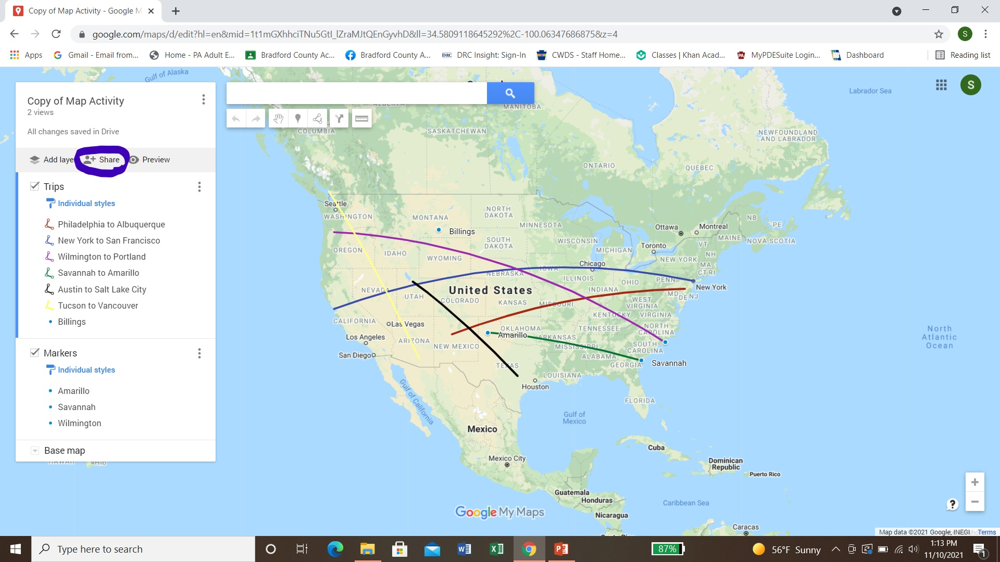 Copy of Map Activity - Google M
google.com/maps/d/edit?hl=en&mid=1t1mGXhhciTNu5GtI_lZraMJtQEnGyvhD&ll=34.5809118645292%2C-100.06347686875&z=4
S
Apps
Gmail - Email from...
Home - PA Adult E...
Bradford County Ac...
Bradford County A...
DRC DRC Insight: Sign-In
CWDS - Staff Home...
Classes | Khan Acad...
PA MyPDESuite Login...
Dashboard
Reading list
Copy of Map Activity
2 views
All changes saved in Drive
Add laye
Share
Preview
Trips
Individual styles
Philadelphia to Albuquerque
New York to San Francisco
Wilmington to Portland
Savannah to Amarillo
Austin to Salt Lake City
Tucson to Vancouver
Billings
Markers
Individual styles
Amarillo
Savannah
Wilmington
Base map
HAWAII
Hilo
Gulf of Alaska
S
Labrador Sea
ALBERTA
MANITOBA
COLUMBIA
SASKATCHEWAN
NEWFOUNDLAND
AND LABRADOR
ONTARIO
QUEBEC
Seattle
WASHINGTON
MONTANA
NORTH
DAKOTA
MINNESOTA
Billings
Ottawa
Montreal
NB
PE
MAINE
NOVA SCOTIA
OREGON
IDAHO
SOUTH
DAKOTA
WISCONSIN
MICHIGAN
Toronto
VT
NH
WYOMING
NEW YORK
MA
CT RI
Chicago
IOWA
NEBRASKA
ILLINOIS
OHIO
PENN
New York
NEVADA
UTAH
United States
COLORADO
KANSAS
MISSOURI
INDIANA
WEST
VIRGINIA
MD
DE
NJ
KENTUCKY
VIRGINIA
CALIFORNIA
Las Vegas
OKLAHOMA
TENNESSEE
NORTH
CAROLINA
Los Angeles
ARIZONA
NEW MEXICO
Amarillo
ARKANSAS
MISSISSIPPI
SOUTH
CAROLINA
San Diego
TEXAS
ALABAMA
GEORGIA
Savannah
LOUISIANA
Houston
FLORIDA
Gulf of California
Gulf of
Mexico
North
Atlantic
Ocean
Mexico
Mexico City
Cuba
Dominican
Republic
Puerto Rico
Guatemala
Honduras
Nicaragua
Caribbean Sea
Caracas
Costa Rica
Google My Maps
?
Map data ©2021 Google, INEGI
Terms
Type here to search
87%
56°F Sunny
1:13 PM
11/10/2021
1